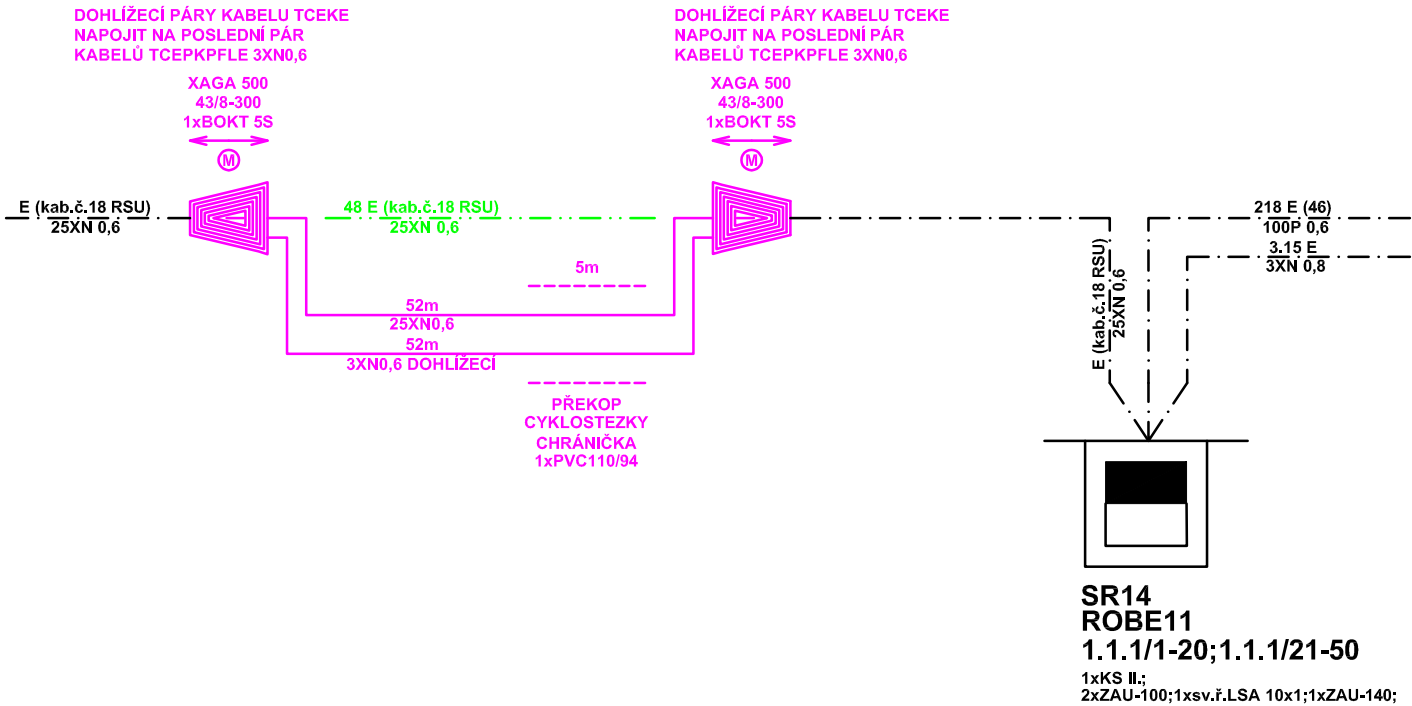 DOHLÍŽECÍ PÁRY KABELU TCEKE
NAPOJIT NA POSLEDNÍ PÁR
KABELŮ TCEPKPFLE 3XN0,6
XAGA 500
43/8-300
1xBOKT 5S
M
DOHLÍŽECÍ PÁRY KABELU TCEKE
NAPOJIT NA POSLEDNÍ PÁR
KABELŮ TCEPKPFLE 3XN0,6
XAGA 500
43/8-300
1xBOKT 5S
M
E (kab.č.18 RSU)
25XN 0,6
48 E (kab.č.18 RSU)
25XN 0,6
218 E (46)
100P 0,6
3.15 E
3XN 0,8
E (kab.č.18 RSU)
25XN 0,6
5m
52m
25XN0,6
52m
3XN0,6 DOHLÍŽECÍ
PŘEKOP
CYKLOSTEZKY
CHRÁNIČKA
1xPVC110/94
SR14
ROBE11
1.1.1/1-20;1.1.1/21-50
1xKS II.;
2xZAU-100;1xsv.ř.LSA 10x1;1xZAU-140;